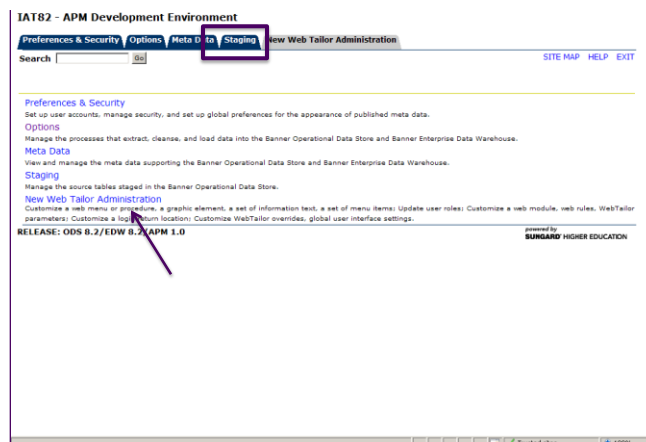 IAT82 - APM Development Environment
Preferences & Security Options Meta Data Staging New Web Tailor Administration
Search Go SITE MAP HELP EXIT
Preferences & Security
Set up user accounts, manage security, and set up global preferences for the appearance of published meta data.
Options
Manage the processes that extract, cleanse, and load data into the Banner Operational Data Store and Banner Enterprise Data Warehouse.
Meta Data
View and manage the meta data supporting the Banner Operational Data Store and Banner Enterprise Data Warehouse.
Staging
Manage the source tables staged in the Banner Operational Data Store.
New Web Tailor Administration
Customize a web menu or procedure, a graphic element, a set of information text, a set of menu items; Update user roles; Customize a web module, web rules, WebTailor
parameters; Customize a login return location; Customize WebTailor overrides, global user interface settings.
RELEASE: ODS 8.2/EDW 8.2/APM 1.0
powered by
SUNGARD HIGHER EDUCATION